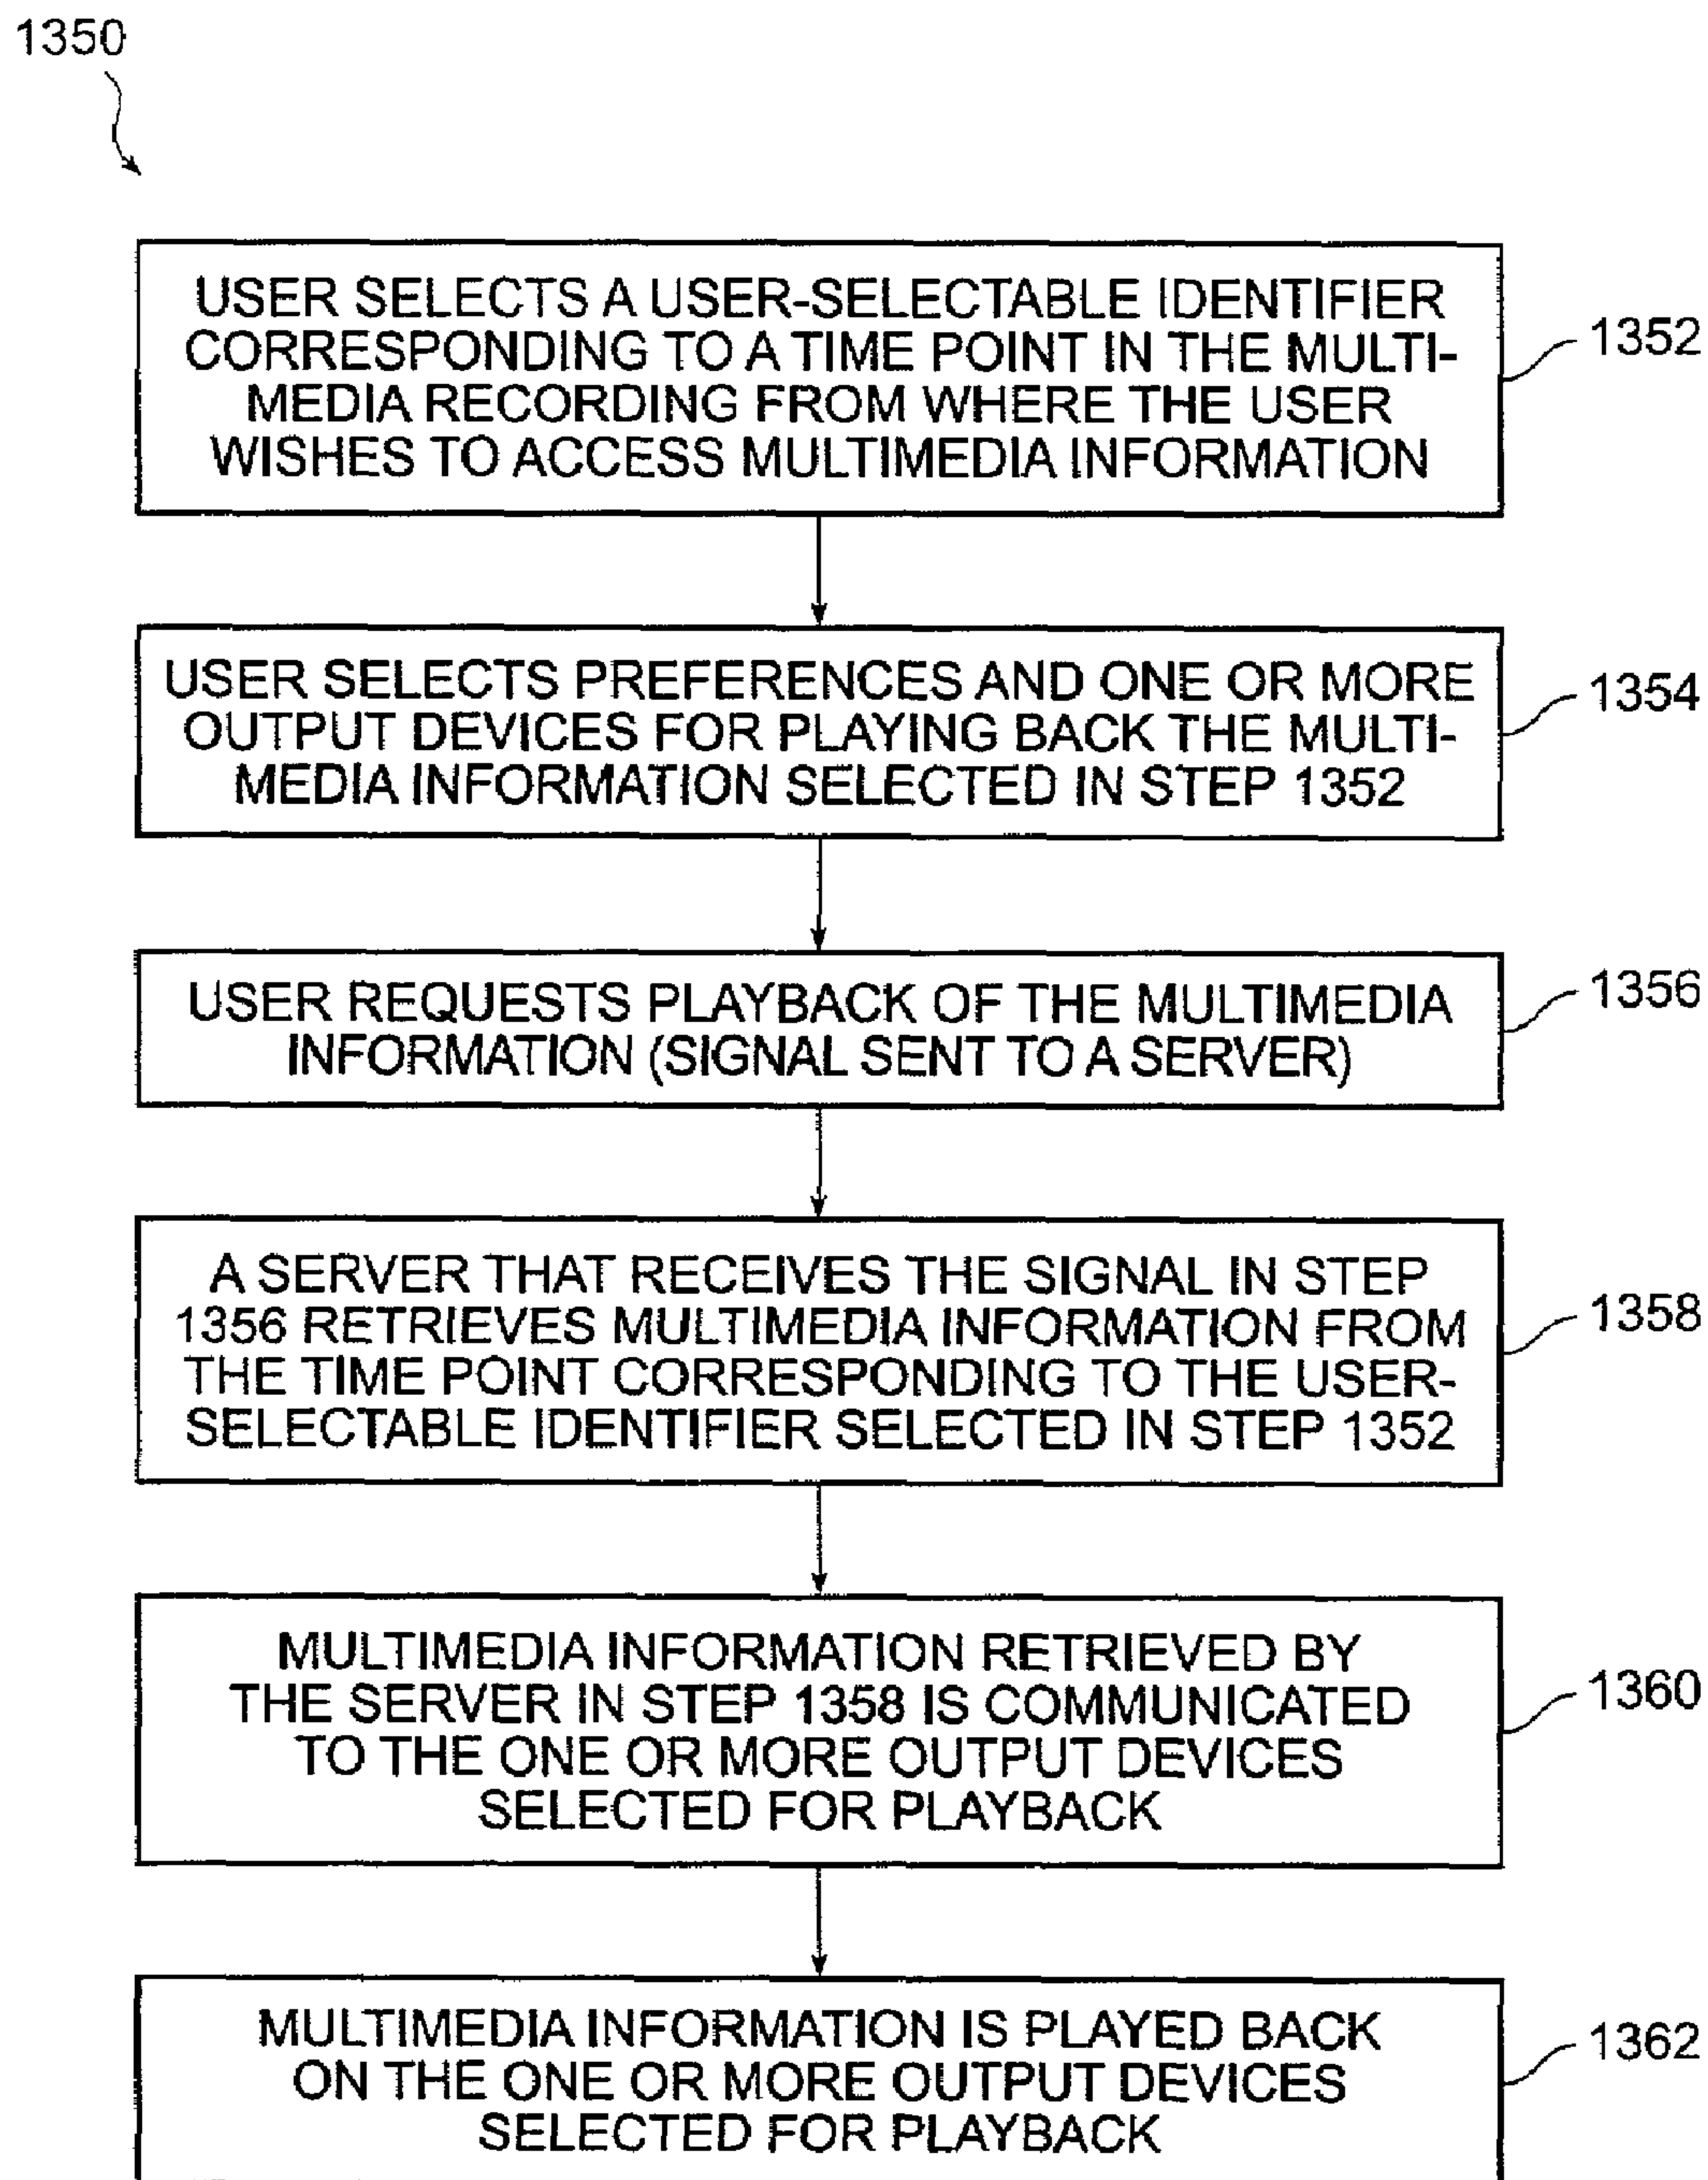 1350
USER SELECTS A USER-SELECTABLE IDENTIFIER
CORRESPONDING TO A TIME POINT IN THE MULTI-
MEDIA RECORDING FROM WHERE THE USER
WISHES TO ACCESS MULTIMEDIA INFORMATION
1352
USER SELECTS PREFERENCES AND ONE OR MORE
OUTPUT DEVICES FOR PLAYING BACK THE MULTI-
MEDIA INFORMATION SELECTED IN STEP 1352
1354
USER REQUESTS PLAYBACK OF THE MULTIMEDIA
INFORMATION (SIGNAL SENT TO A SERVER)
1356
A SERVER THAT RECEIVES THE SIGNAL IN STEP
1356 RETRIEVES MULTIMEDIA INFORMATION FROM
THE TIME POINT CORRESPONDING TO THE USER-
SELECTABLE IDENTIFIER SELECTED IN STEP 1352
1358
MULTIMEDIA INFORMATION RETRIEVED BY
THE SERVER IN STEP 1358 IS COMMUNICATED
TO THE ONE OR MORE OUTPUT DEVICES
SELECTED FOR PLAYBACK
1360
MULTIMEDIA INFORMATION IS PLAYED BACK
ON THE ONE OR MORE OUTPUT DEVICES
SELECTED FOR PLAYBACK
1362